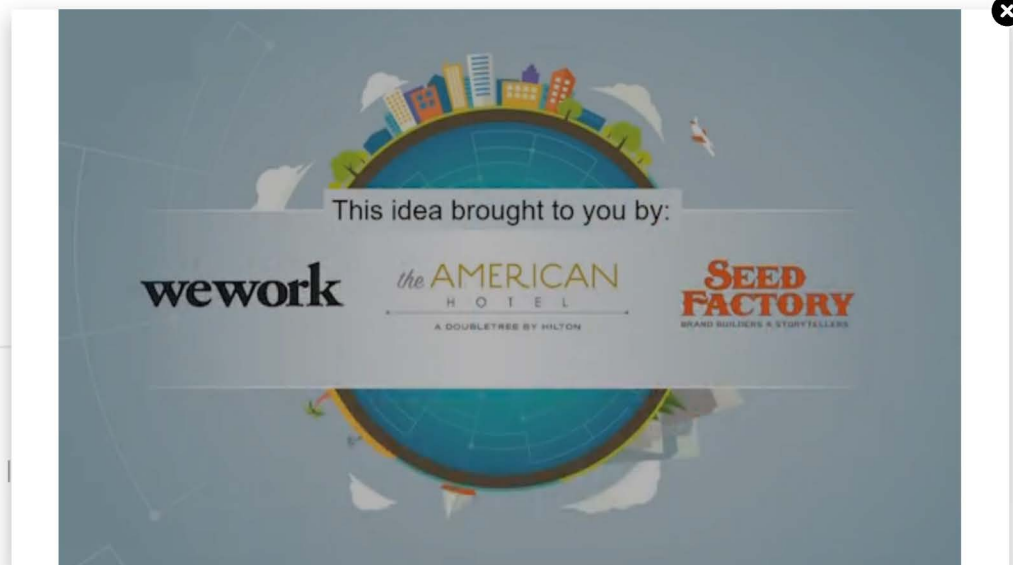 This idea brought to you by:
wework
the AMERICAN
HOTEL
A DOUBLETREE BY HILTON
SEED
FACTORY
BRAND BUILDERS & STORYTELLERS